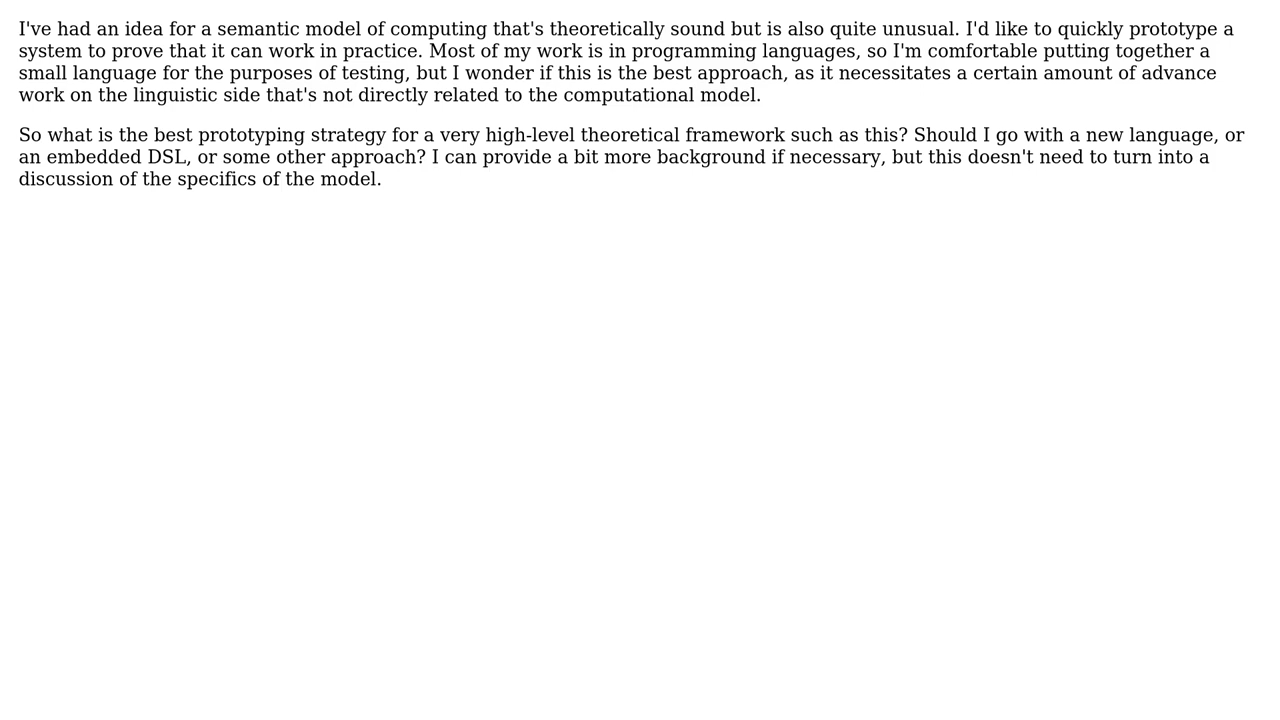 I've had an idea for a semantic model of computing that's theoretically sound but is also quite unusual. I'd like to quickly prototype a
system to prove that it can work in practice. Most of my work is in programming languages, so I'm comfortable putting together a
small language for the purposes of testing, but I wonder if this is the best approach, as it necessitates a certain amount of advance
work on the linguistic side that's not directly related to the computational model.
So what is the best prototyping strategy for a very high-level theoretical framework such as this? Should I go with a new language, or
an embedded DSL, or some other approach? I can provide a bit more background if necessary, but this doesn't need to turn into a
discussion of the specifics of the model.